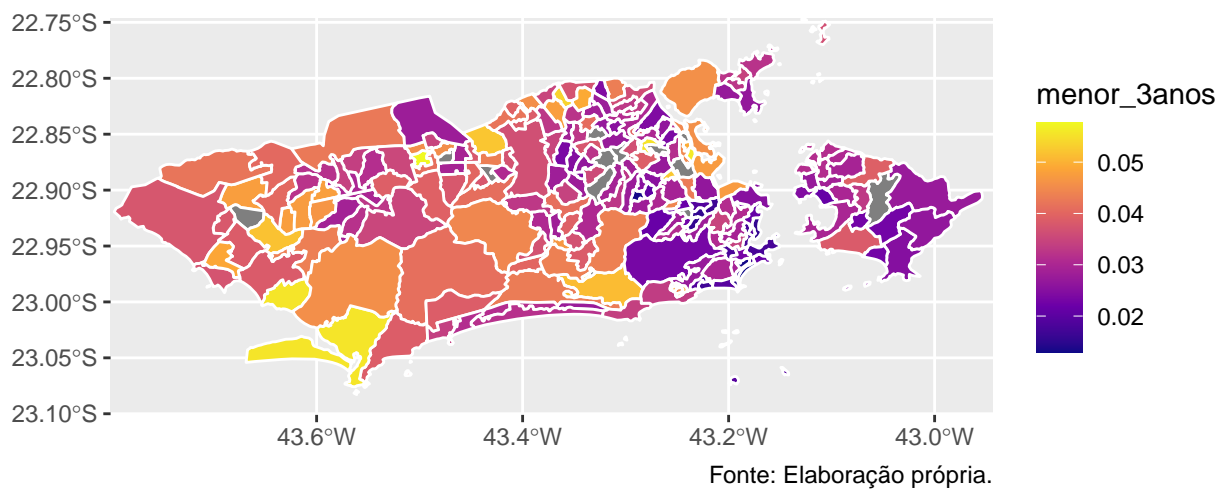 22.75°S
22.80°S
22.85°S
22.90°S
22.95°S
23.00°S
23.05°S
23.10°S
43.6°W 43.4°W 43.2°W 43.0°W
menor_3anos
0.05
0.04
0.03
0.02
Fonte: Elaboração própria.